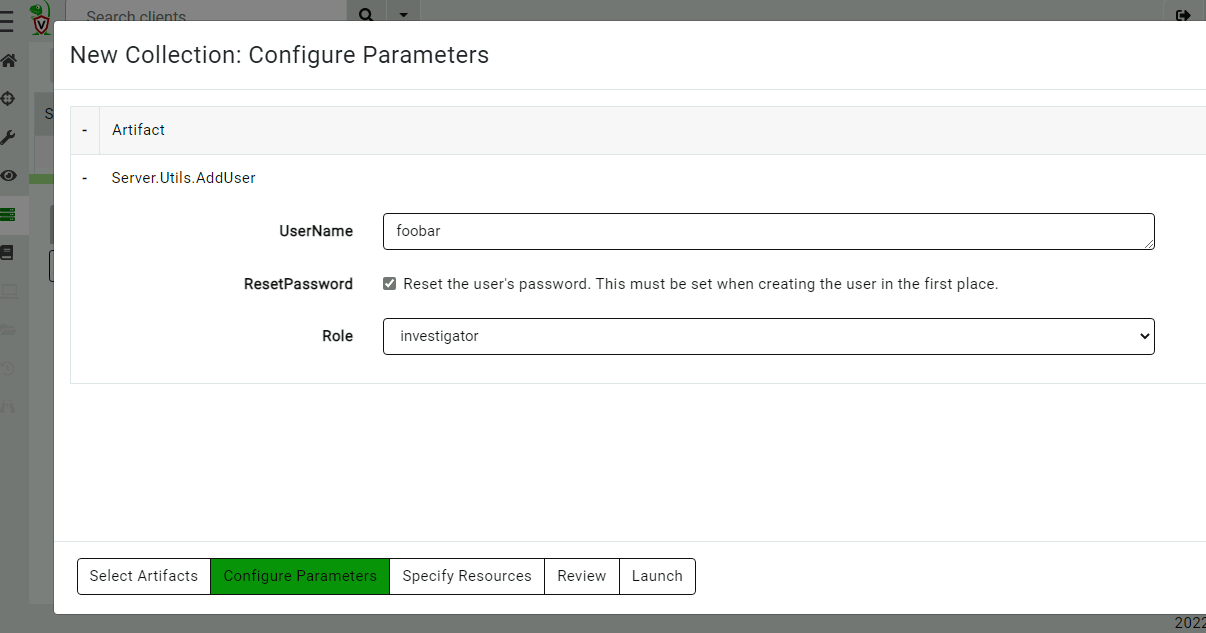 Search clients
New Collection: Configure Parameters
- Artifact
- Server.Utils.AddUser
UserName foobar
ResetPassword Reset the user's password. This must be set when creating the user in the first place.
Role investigator
Select Artifacts Configure Parameters Specify Resources Review Launch
2022